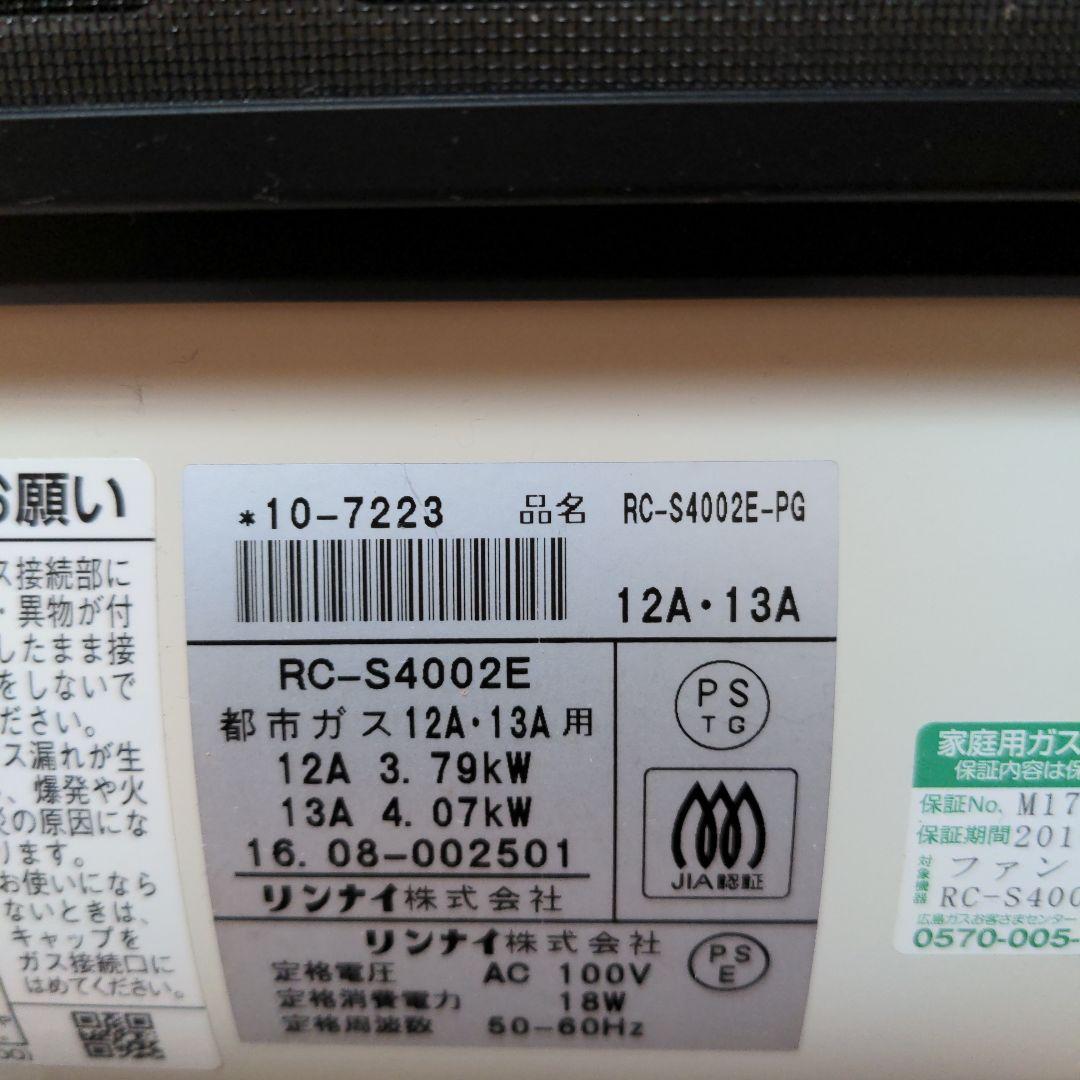 お願い
ス接続部に
・異物が付
したまま接
をしないで
ださい。
ス漏れが生
、爆発や火
災の原因にな
ります。
お使いになら
ないときは、
キャップを
ガス接続口に
はめてください。
*10-7223 品名 RC-S4002E-PG
12A・13A
RC-S4002E
都市ガス12A・13A用
12A 3.79kW
13A 4.07kW
16.08-002501
リンナイ株式会社
PS
TG
JIA認証
リンナイ株式会社
定格電圧 AC 100V
定格消費電力 18W
定格周波数 50-60Hz
PS
E
家庭用ガス
保証内容は保
保証No. M17
保証期間 201
対象機器 ファン
RC-S400
広島ガスお客さまセンター
0570-005-